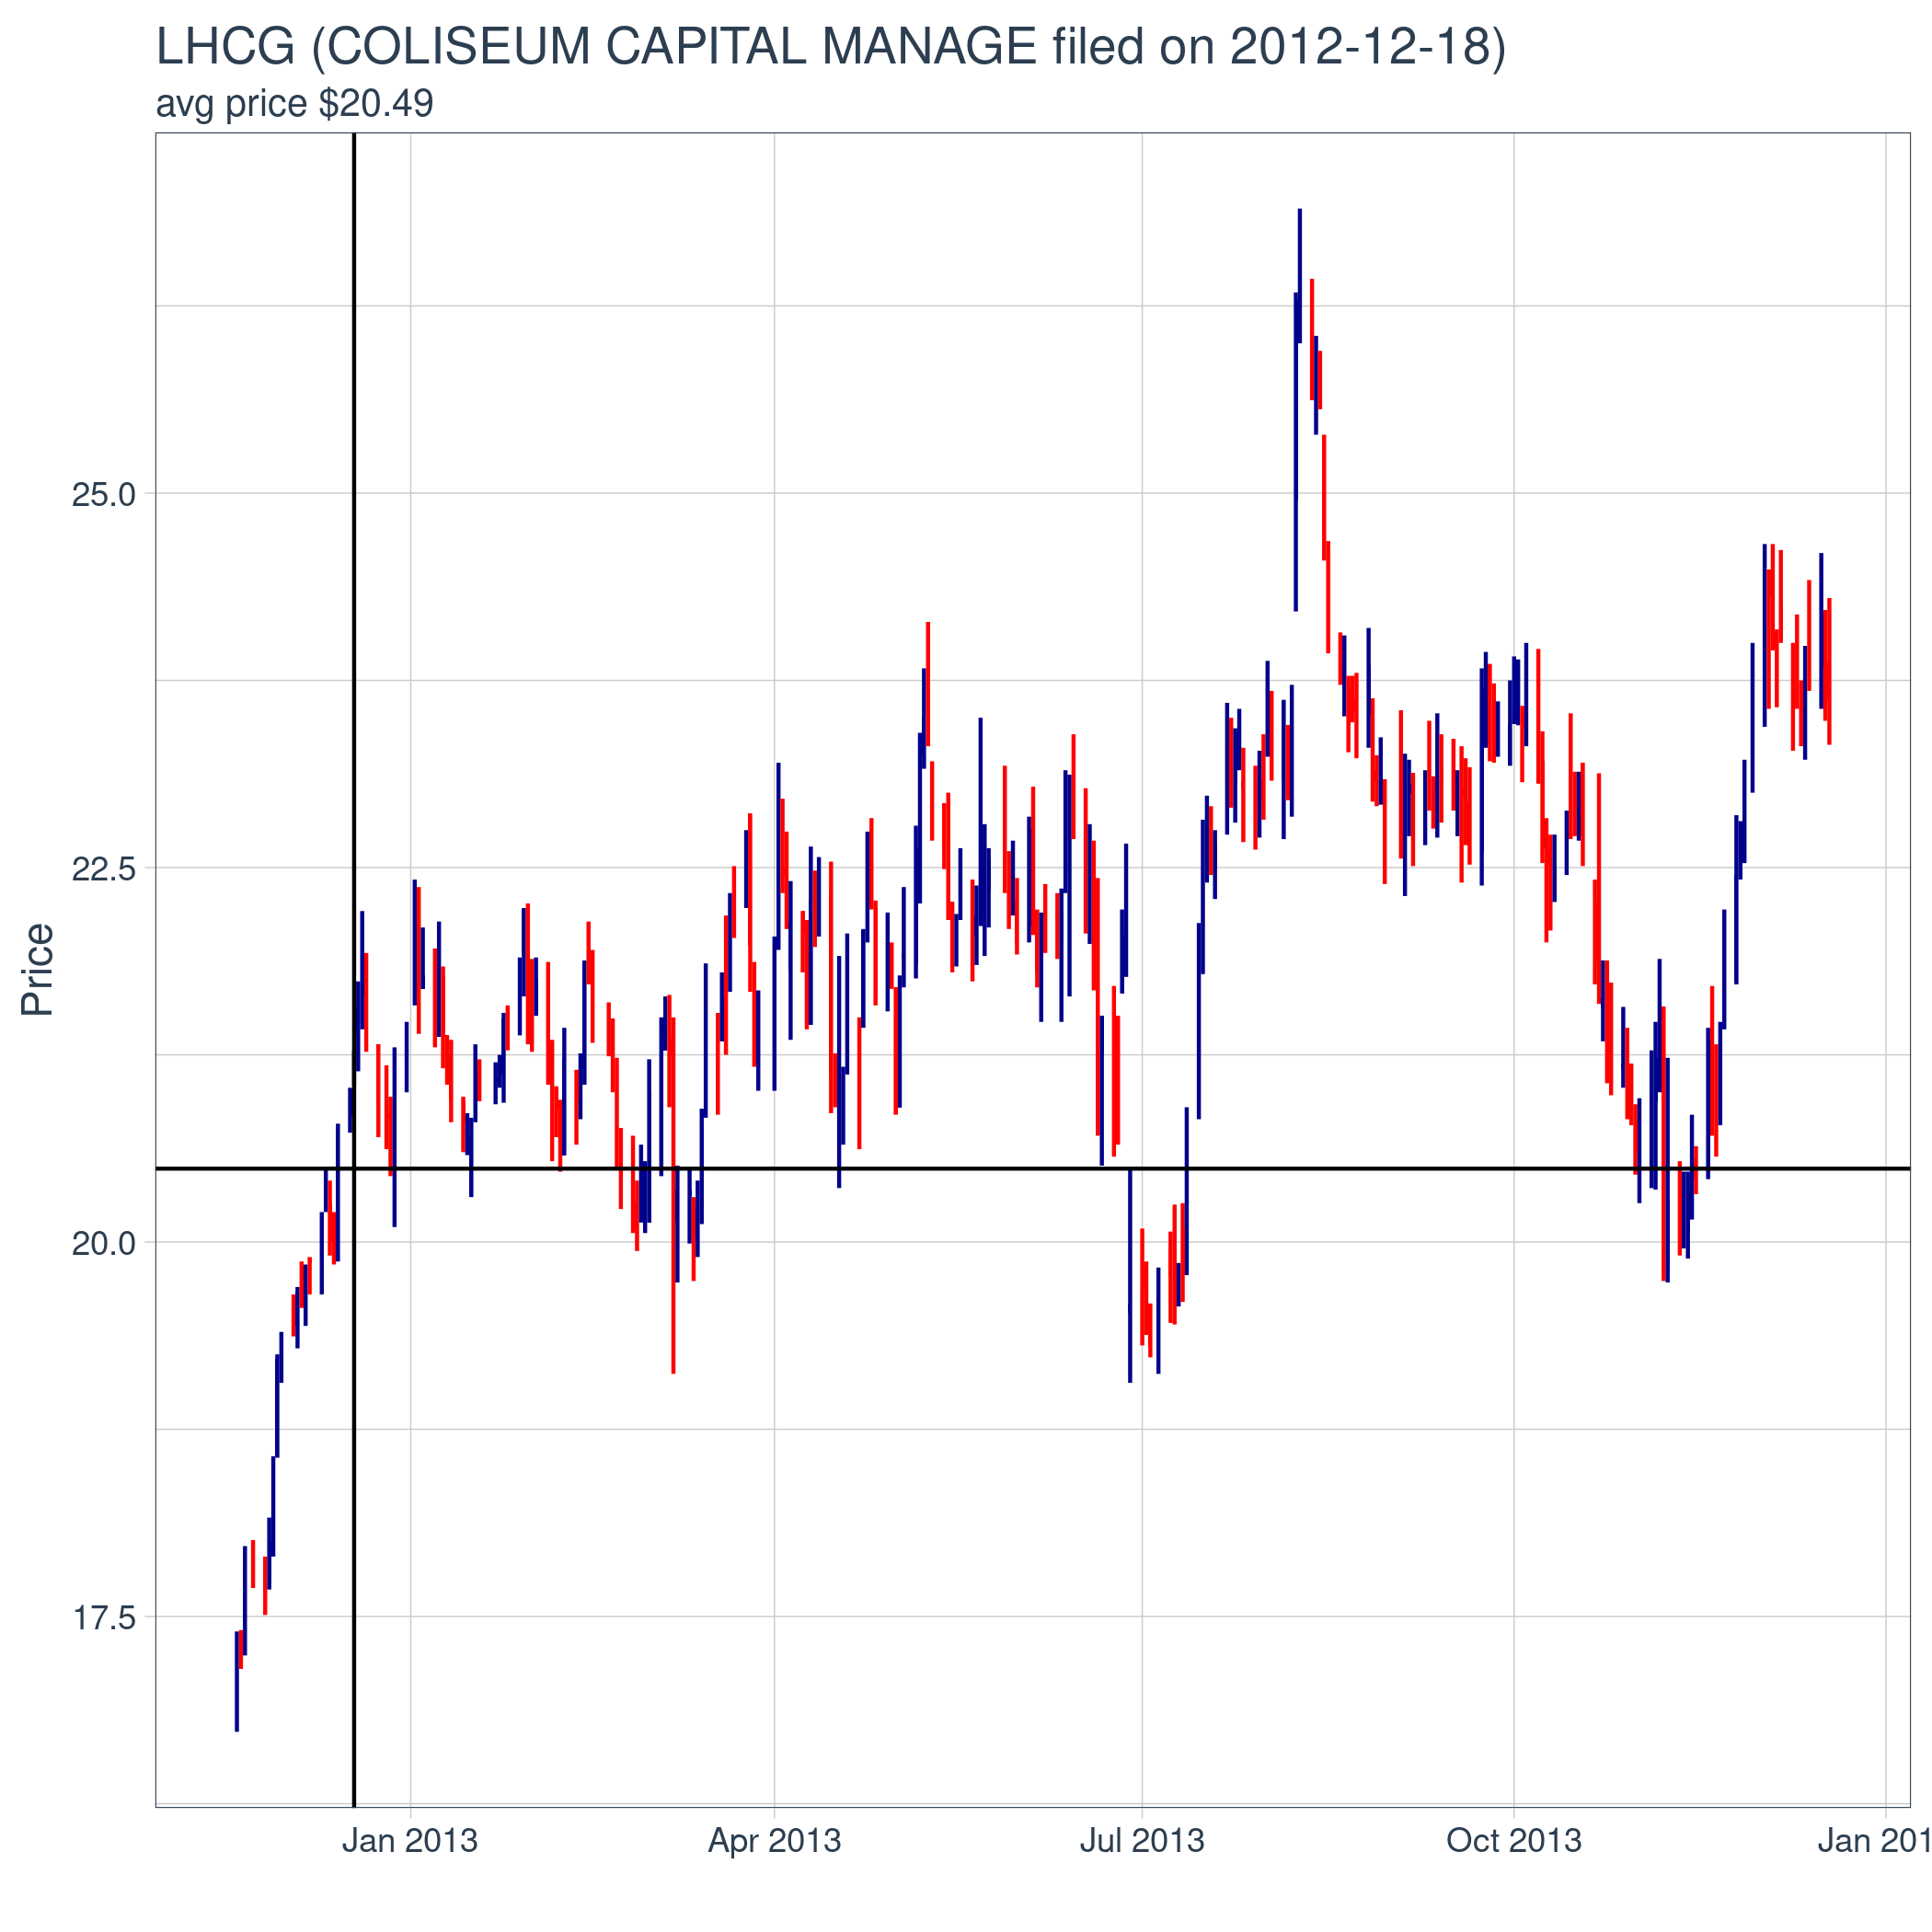 LHCG (COLISEUM CAPITAL MANAGE filed on 2012-12-18)
avg price $20.49
Price
25.0
22.5
20.0
17.5
Jan 2013 Apr 2013 Jul 2013 Oct 2013 Jan 201